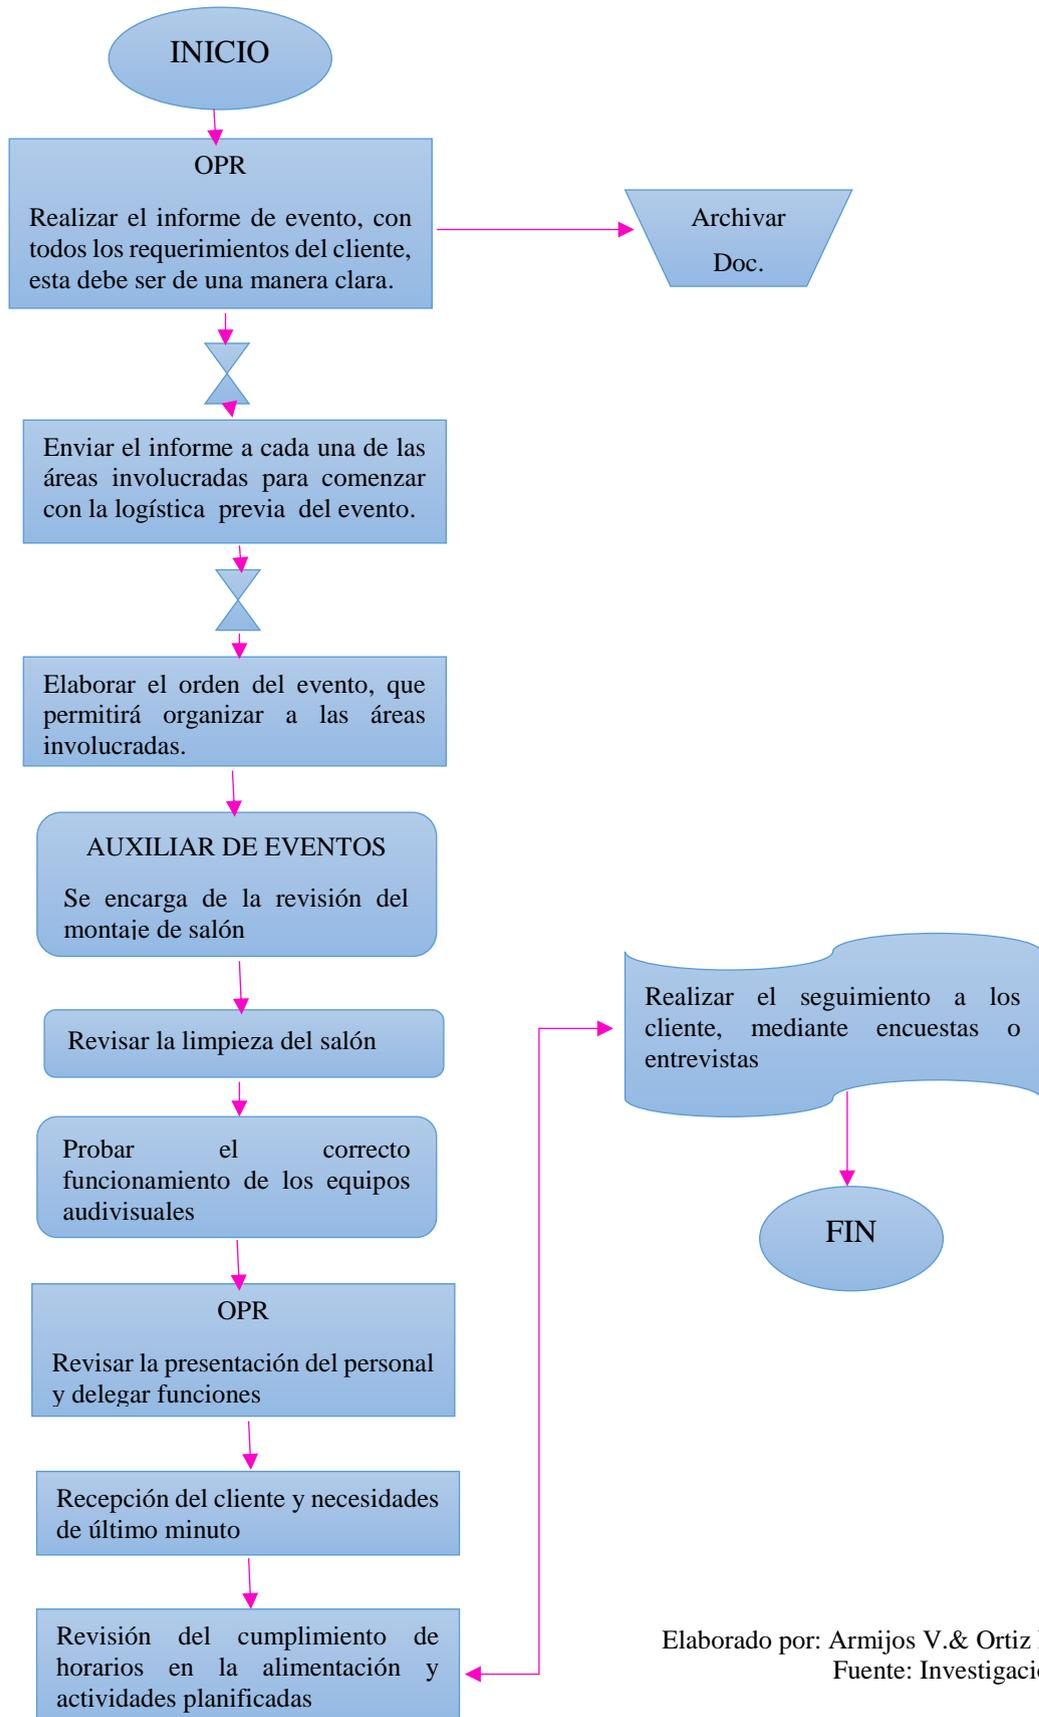 INICIO
OPR
Realizar el informe de evento, con
todos los requerimientos del cliente,
esta debe ser de una manera clara.
Archivar
Doc.
Enviar el informe a cada una de las
áreas involucradas para comenzar
con la logística previa del evento.
Elaborar el orden del evento, que
permitirá organizar a las áreas
involucradas.
AUXILIAR DE EVENTOS
Se encarga de la revisión del
montaje de salón
Revisar la limpieza del salón
Probar el correcto
funcionamiento de los equipos
audivisuales
OPR
Revisar la presentación del personal
y delegar funciones
Recepción del cliente y necesidades
de último minuto
Revisión del cumplimiento de
horarios en la alimentación y
actividades planificadas
Realizar el seguimiento a los
cliente, mediante encuestas o
entrevistas
FIN
Elaborado por: Armijos V.& Ortiz
Fuente: